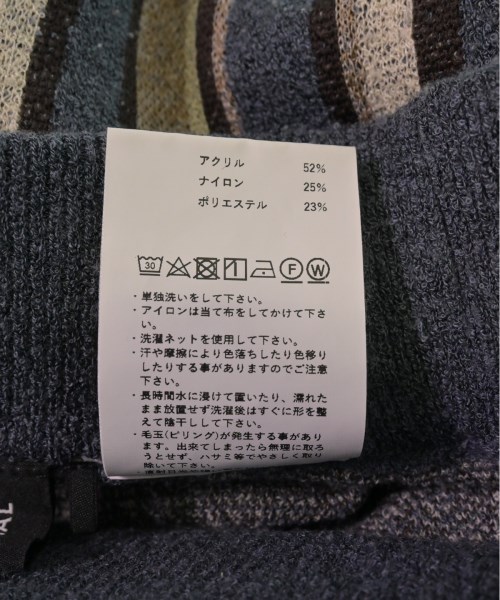 アクリル 52%
ナイロン 25%
ポリエステル 23%
30 F W
・単独洗いをして下さい。
・アイロンは当て布をしてかけて下さい。
・洗濯ネットを使用して下さい。
・汗や摩擦により色落ちしたり色移り
したりする事がありますのでご注意
下さい。
・長時間水に浸けて置いたり、濡れた
まま放置せず洗濯後はすぐに形を整
えて陰干しして下さい。
・毛玉(ピリング)が発生する事があり
ます。出来てしまったら無理に取ろ
うとせず、ハサミ等でやさしく取り
除いて下さい。
AL